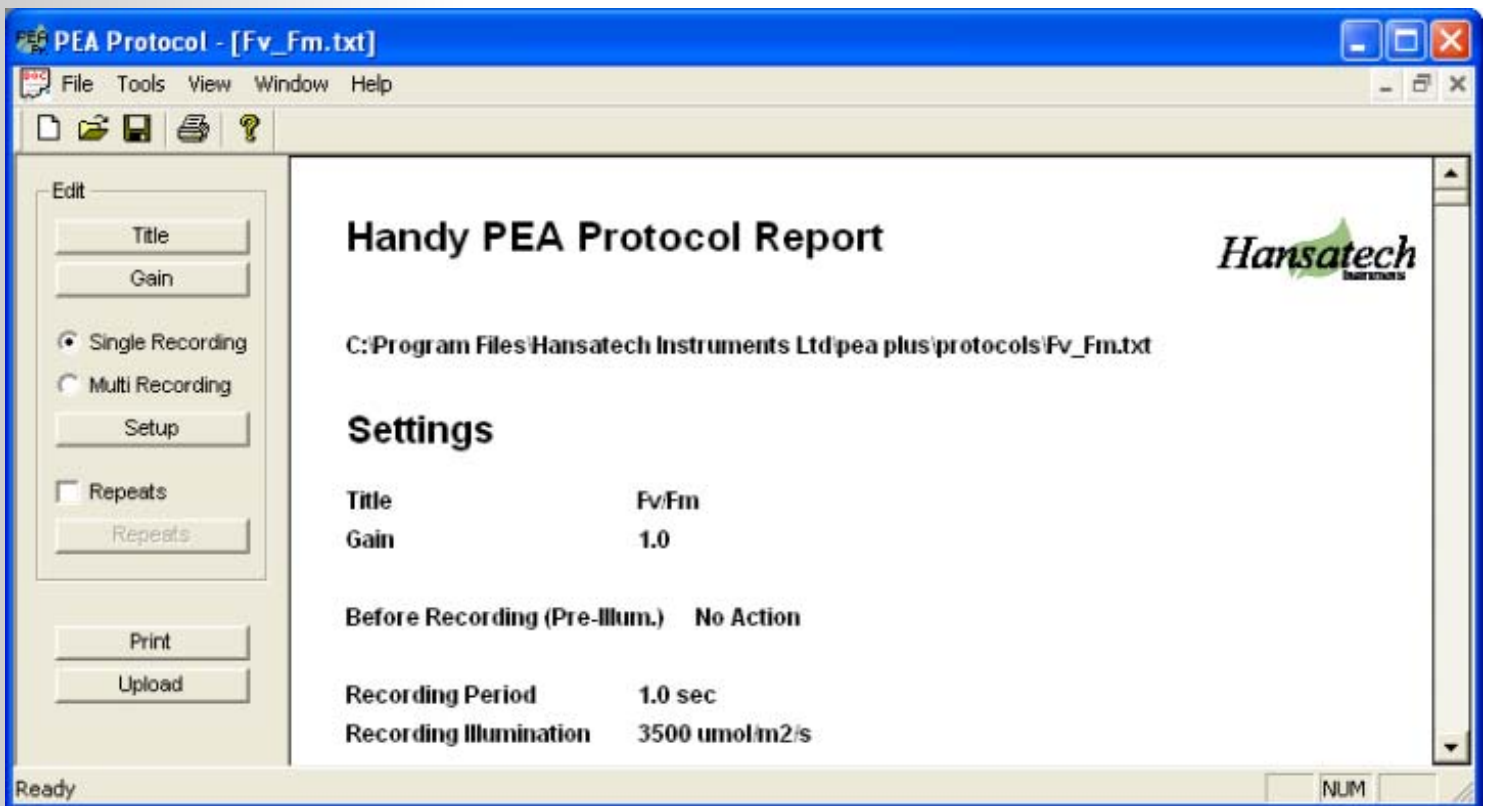 PEA Protocol - [Fv_Fm.txt]
File Tools View Window Help
Edit
Title
Gain
Single Recording
Multi Recording
Setup
Repeats
Repeats
Print
Upload
Handy PEA Protocol Report
Hansatech
Instruments
C:\Program Files\Hansatech Instruments Ltd\pea plus\protocols\Fv_Fm.txt
Settings
Title Fv/Fm
Gain 1.0
Before Recording (Pre-Illum.) No Action
Recording Period 1.0 sec
Recording Illumination 3500 umol/m2/s
Ready NUM